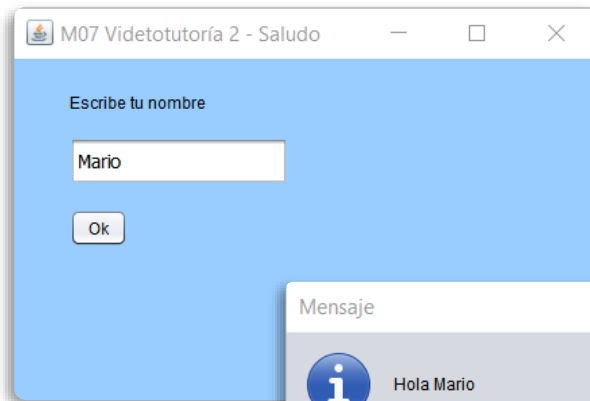 M07 Videtotutoría 2 - Saludo
Escribe tu nombre
Mario
Ok
Mensaje
Hola Mario